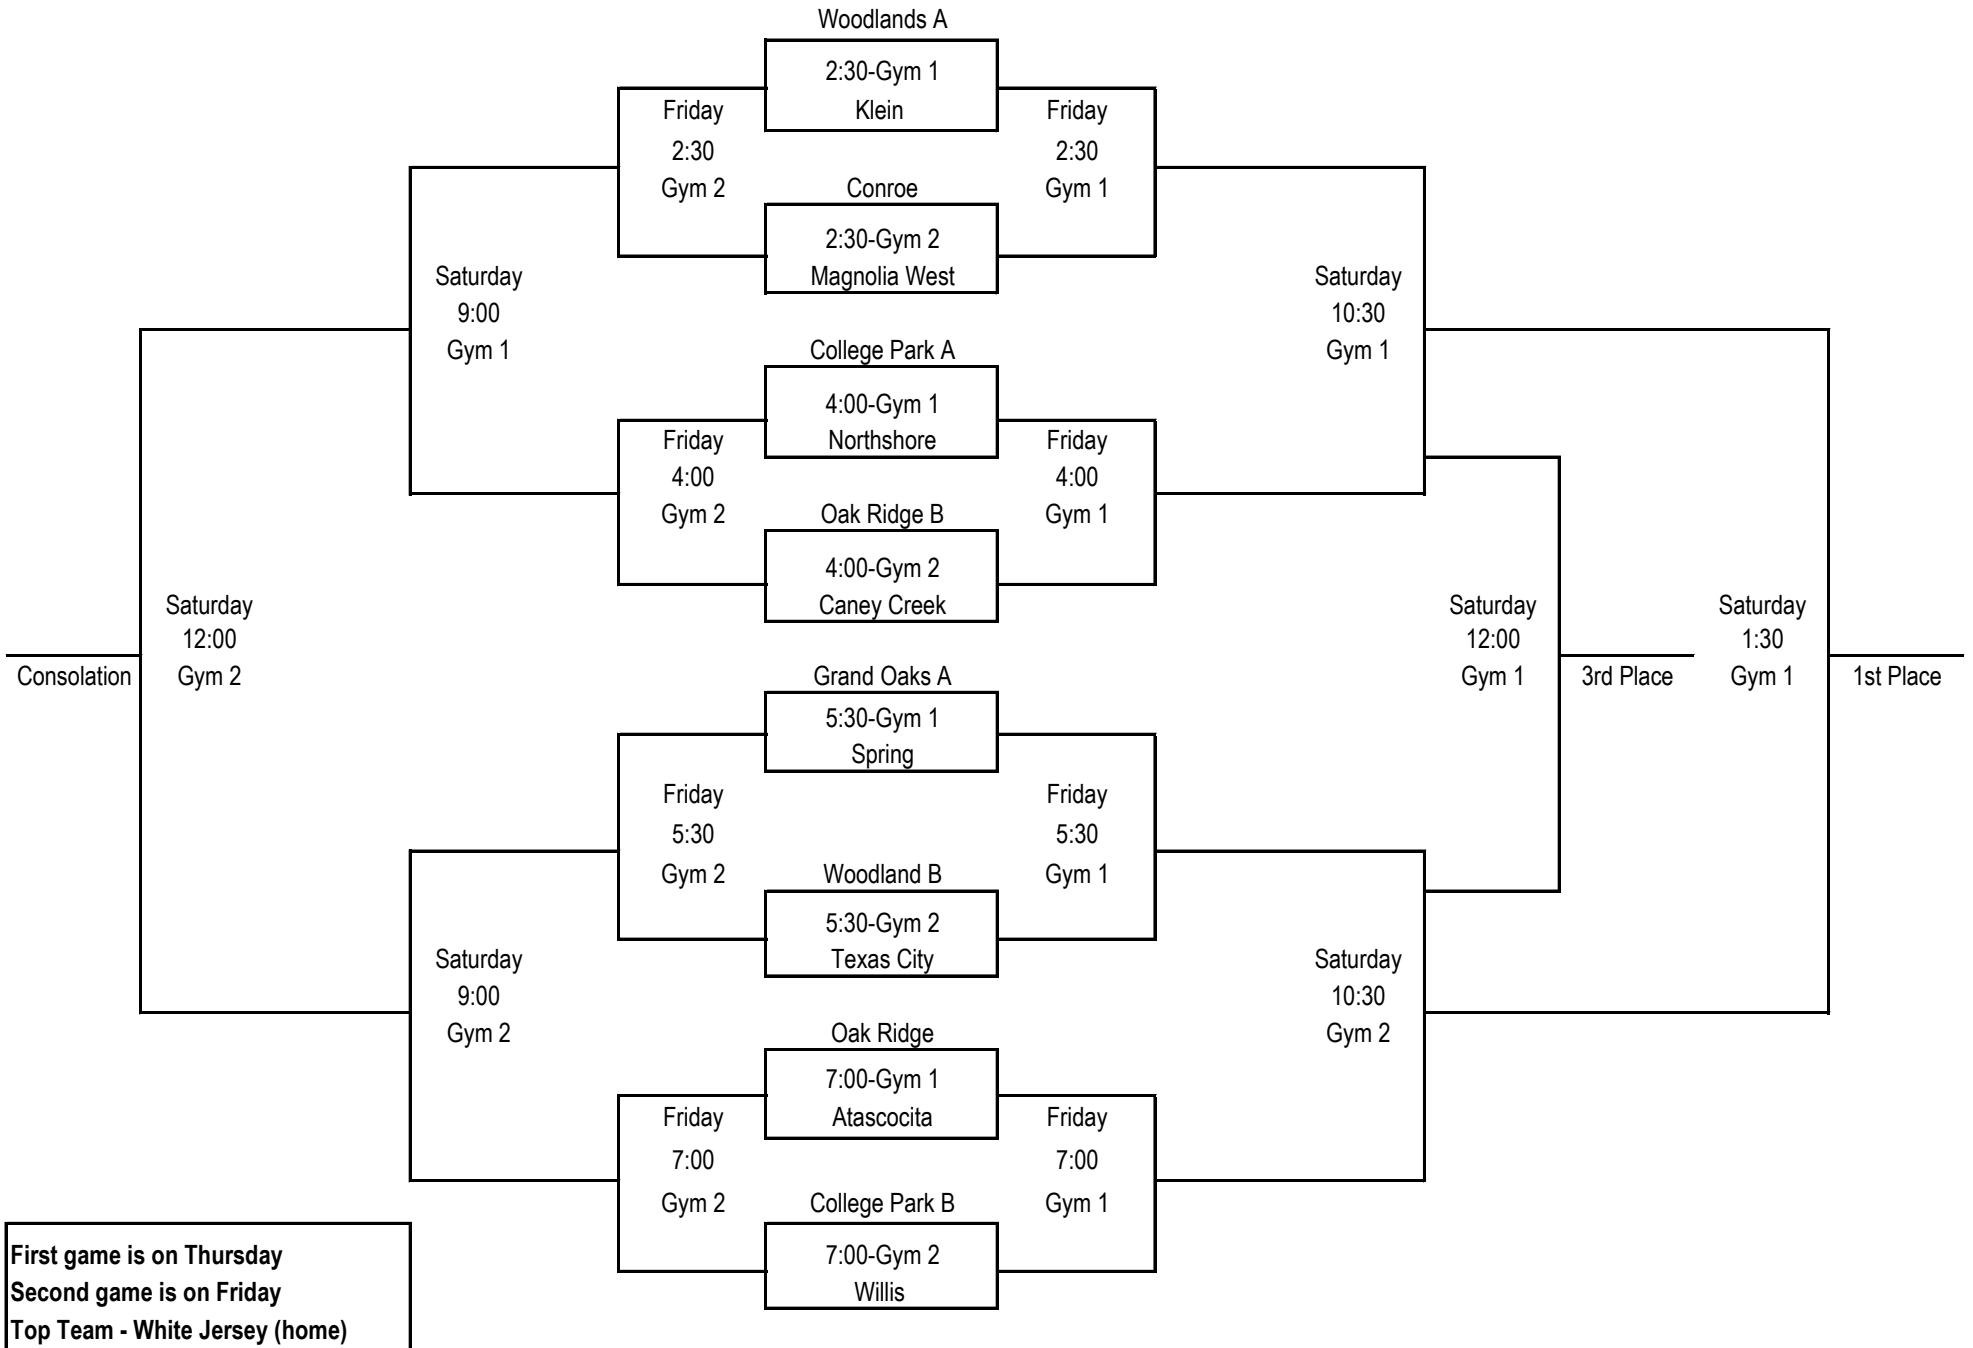 Woodlands A
2:30-Gym 1
Klein
Friday
2:30
Gym 2
Friday
2:30
Gym 1
Conroe
2:30-Gym 2
Magnolia West
Saturday
9:00
Gym 1
Saturday
10:30
Gym 1
College Park A
4:00-Gym 1
Northshore
Friday
4:00
Gym 2
Friday
4:00
Gym 1
Oak Ridge B
4:00-Gym 2
Caney Creek
Saturday
12:00
Gym 2
Consolation
Saturday
12:00
Gym 1
3rd Place
Saturday
1:30
Gym 1
1st Place
Grand Oaks A
5:30-Gym 1
Spring
Friday
5:30
Gym 2
Friday
5:30
Gym 1
Woodland B
5:30-Gym 2
Texas City
Saturday
9:00
Gym 2
Saturday
10:30
Gym 2
Oak Ridge
7:00-Gym 1
Atascocita
Friday
7:00
Gym 2
Friday
7:00
Gym 1
College Park B
7:00-Gym 2
Willis
First game is on Thursday
Second game is on Friday
Top Team - White Jersey (home)